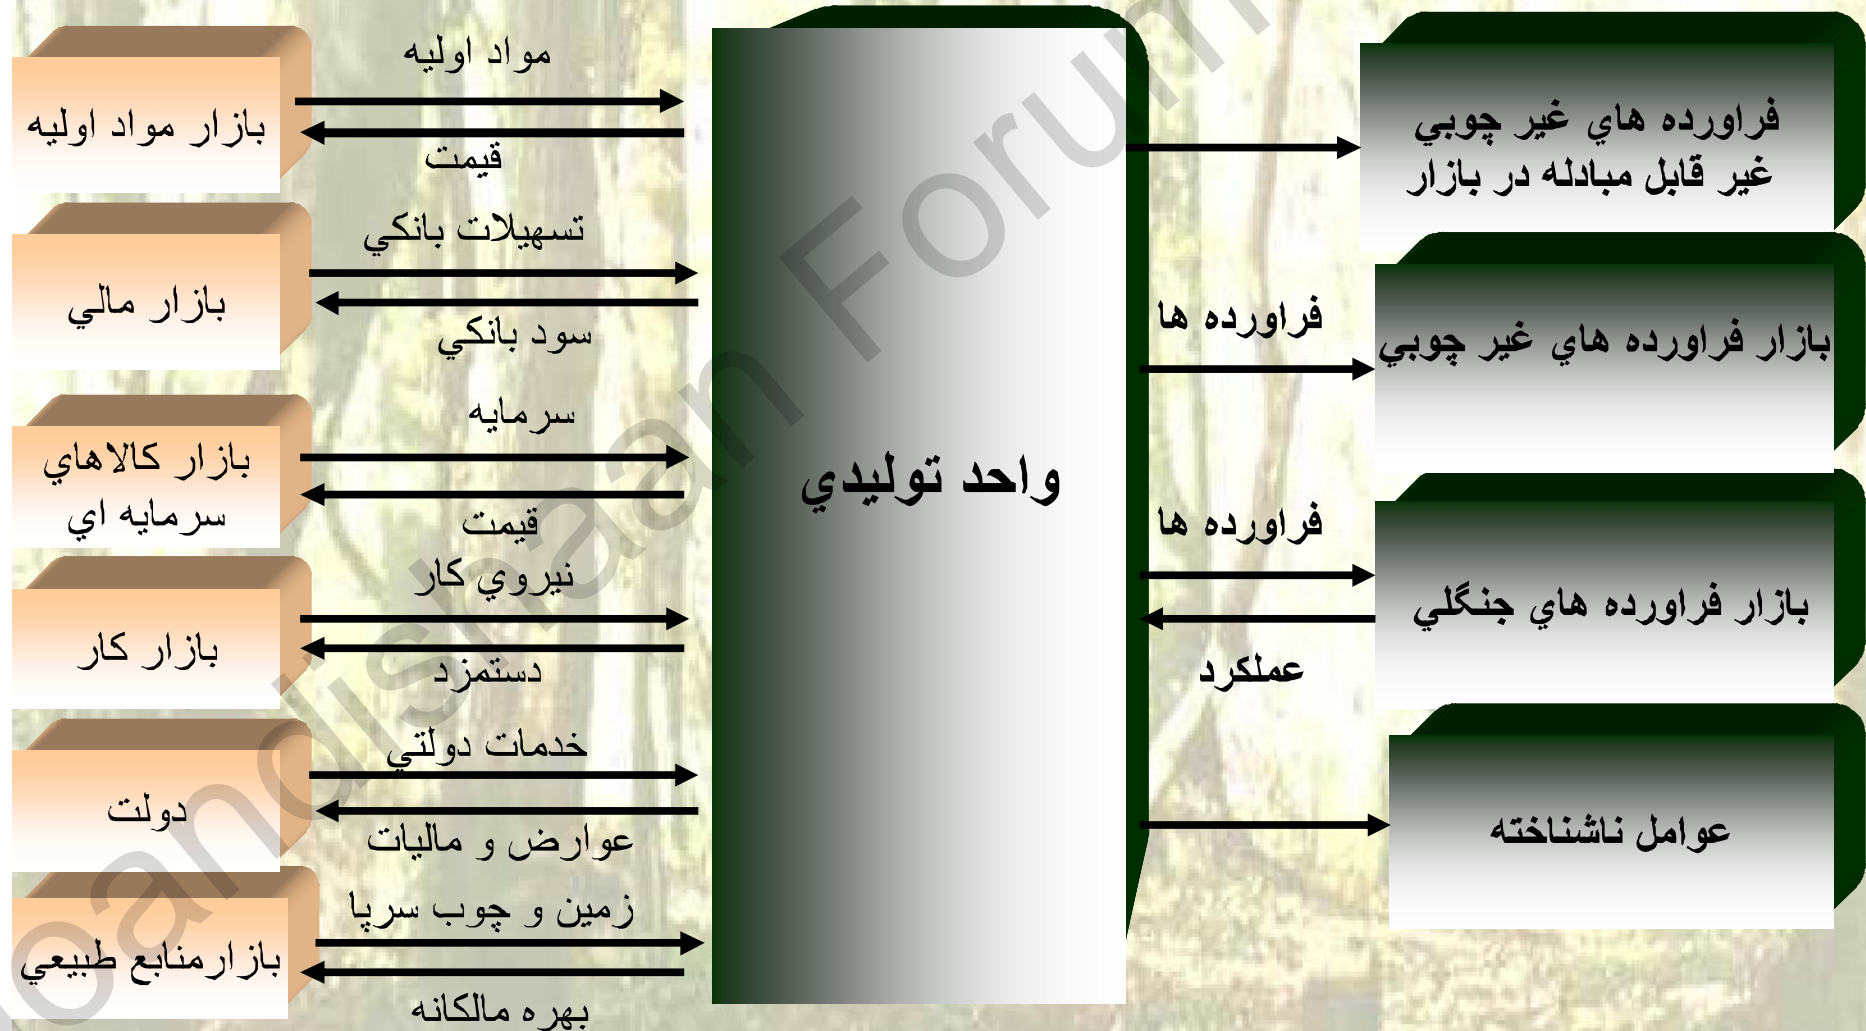 مواد اوليه
بازار مواد اوليه
قيمت
تسهيلات بانكي
بازار مالي
سود بانكي
سرمايه
بازار كالاهاي
سرمايه اي
قيمت
نيروي كار
بازار كار
دستمزد
خدمات دولتي
دولت
عوارض و ماليات
زمين و چوب سرپا
بازارمنابع طبيعي
بهره مالكانه
واحد توليدي
فراورده هاي غير چوبي
غير قابل مبادله در بازار
فراورده ها
بازار فراورده هاي غير چوبي
فراورده ها
بازار فراورده هاي جنگلي
عملكرد
عوامل ناشناخته
noandishaan Forum